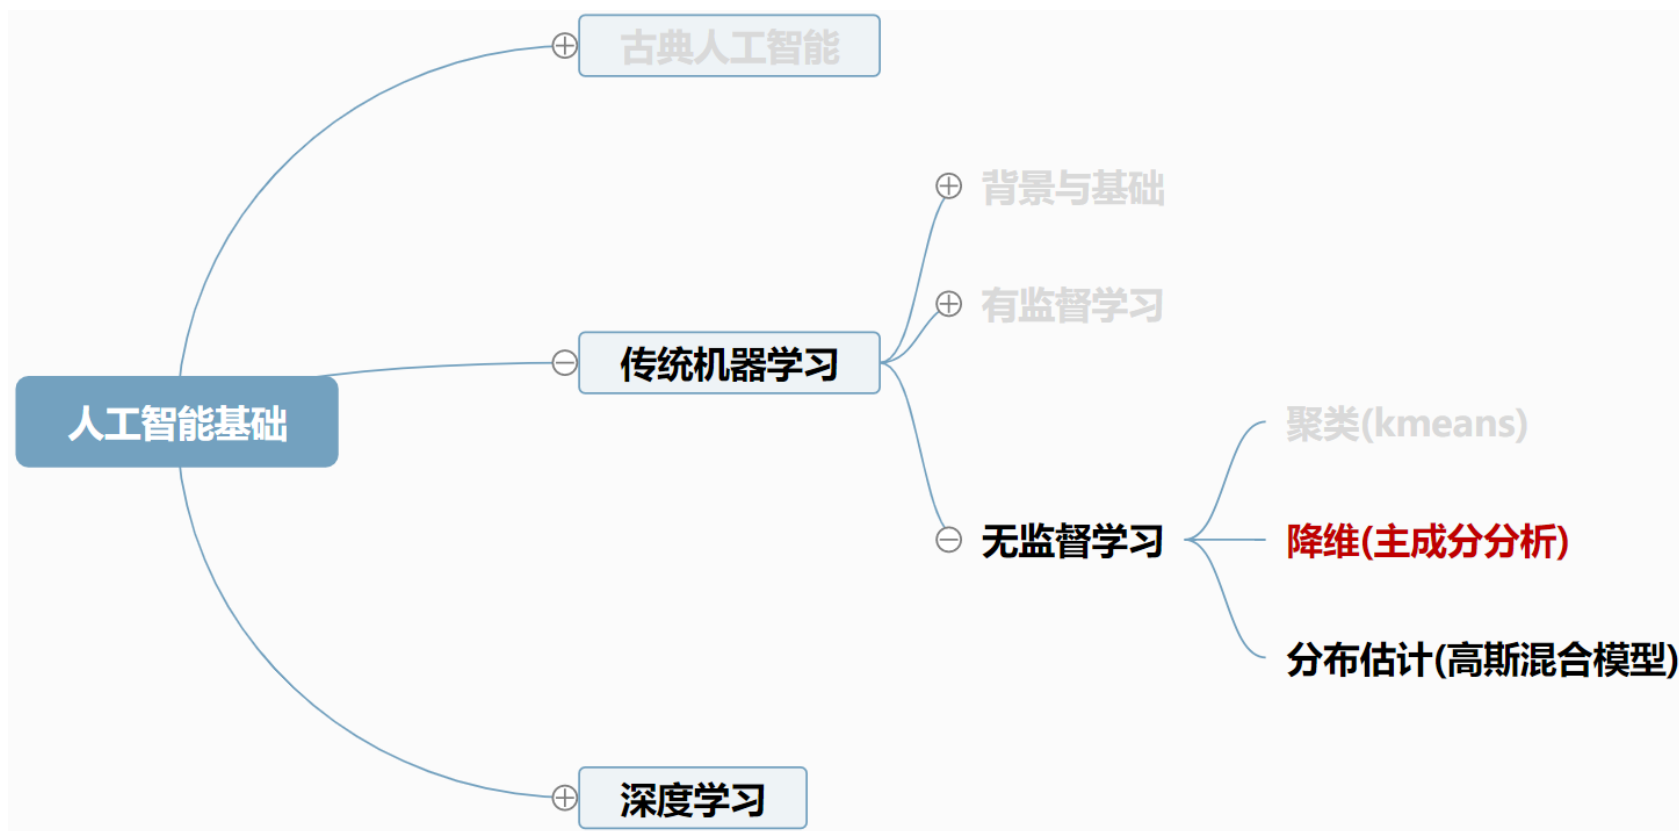 古典人工智能
背景与基础
有监督学习
传统机器学习
人工智能基础
聚类(kmeans)
无监督学习
降维(主成分分析)
分布估计(高斯混合模型)
深度学习